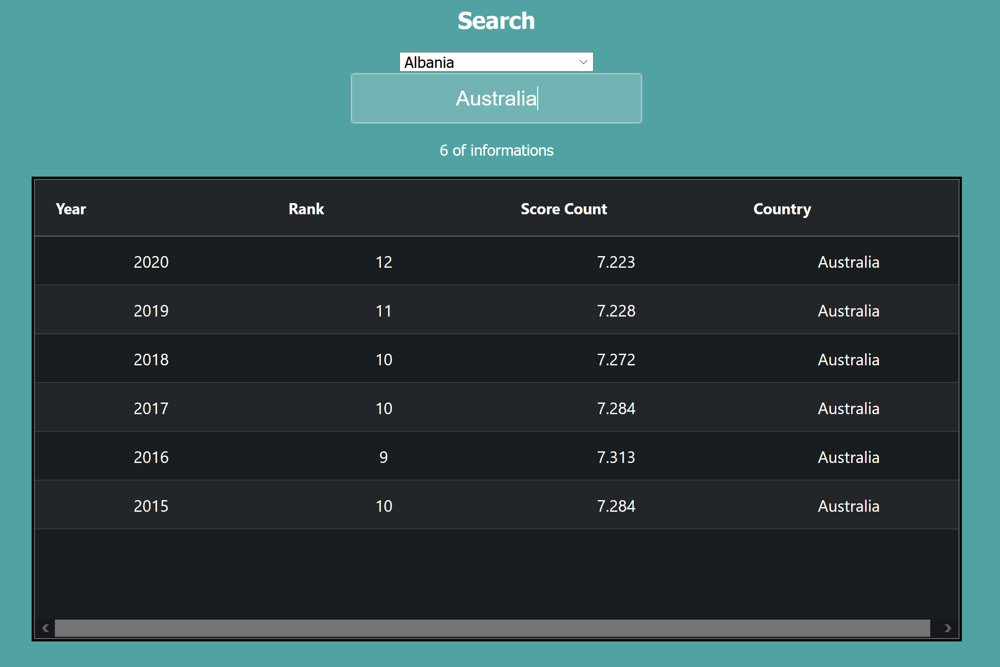 Search
Albania
Australia
6 of informations
Year Rank Score Count Country
2020 12 7.223 Australia
2019 11 7.228 Australia
2018 10 7.272 Australia
2017 10 7.284 Australia
2016 9 7.313 Australia
2015 10 7.284 Australia